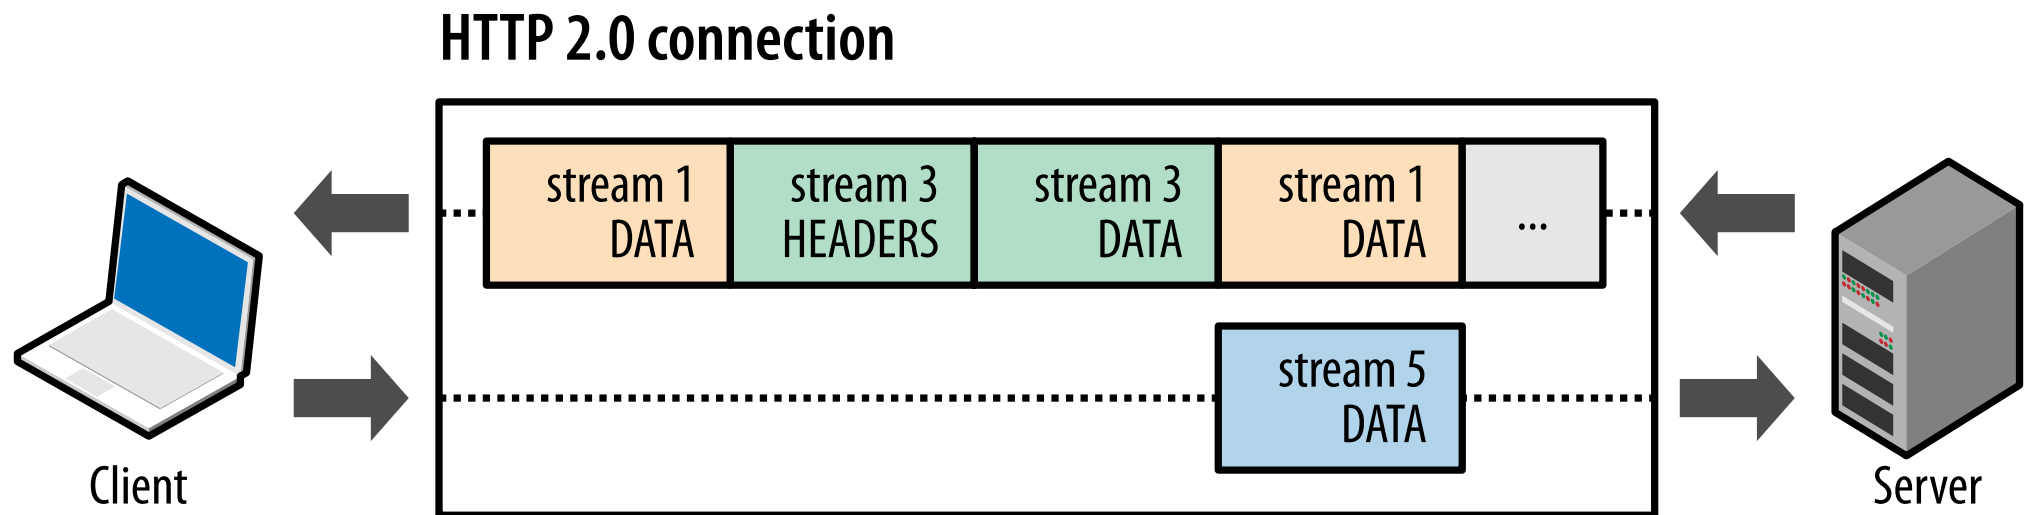 HTTP 2.0 connection
stream 1
DATA
stream 3
HEADERS
stream 3
DATA
stream 1
DATA
...
stream 5
DATA
Client
Server